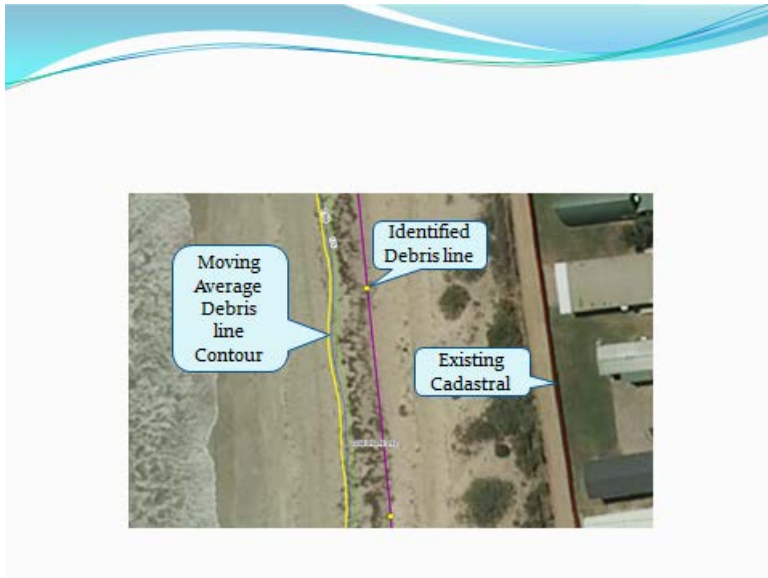 Identified
Debris line
Moving
Average
Debris
line
Contour
Existing
Cadastral